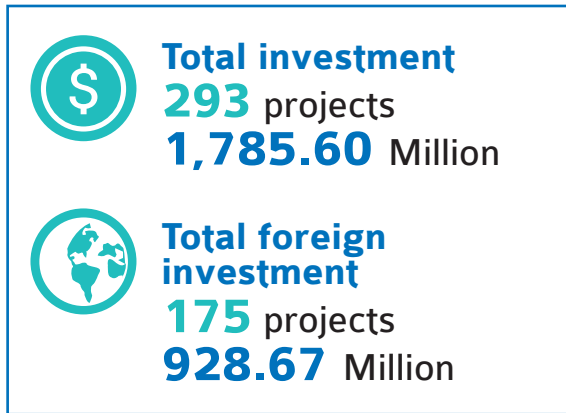 $
Total investment
293 projects
1,785.60 Million
Total foreign
investment
175 projects
928.67 Million